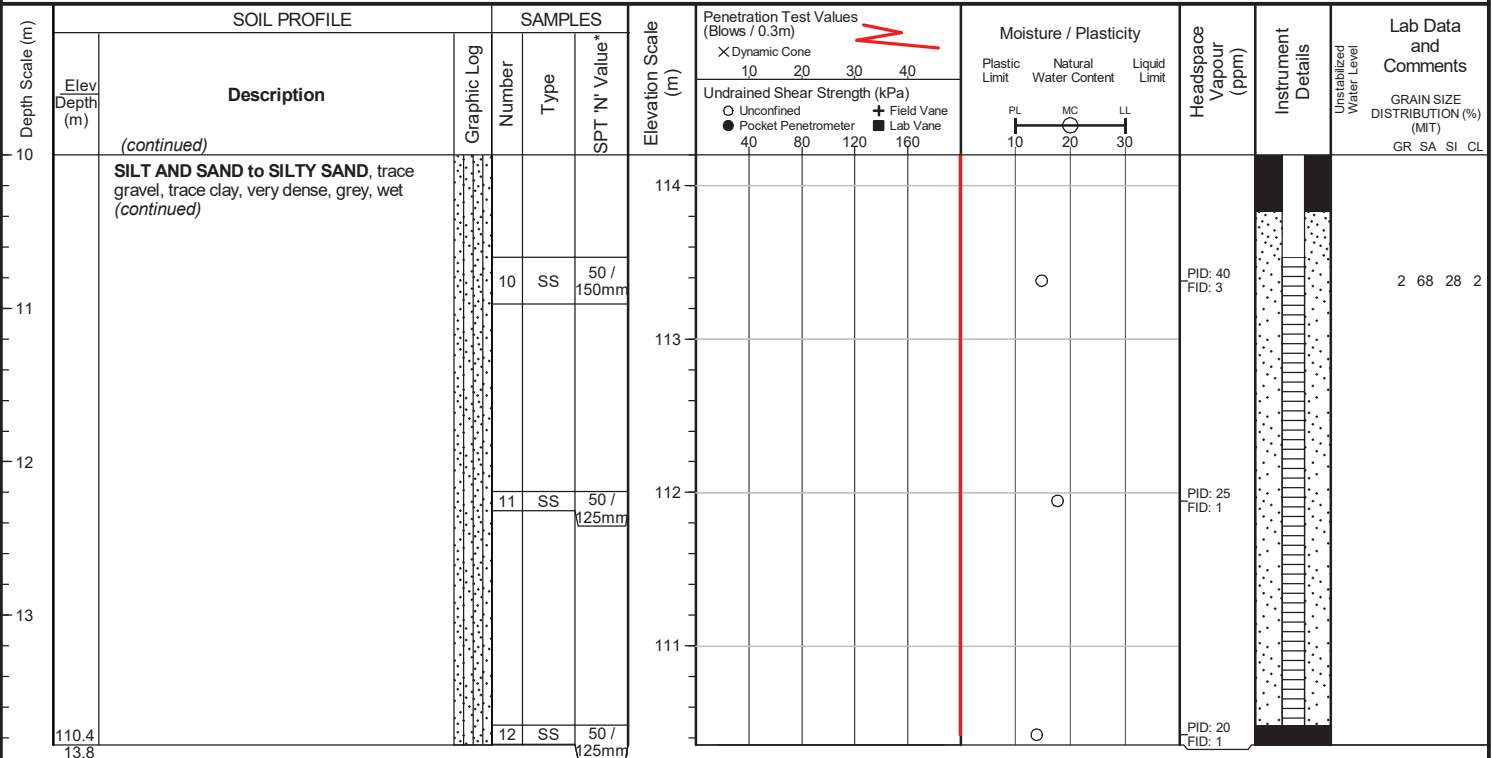 SOIL PROFILE
SAMPLES
Depth Scale (m)
Elev
Depth
(m)
Description
(continued)
Graphic Log
Number
Type
SPT 'N' Value*
Elevation Scale
(m)
Penetration Test Values
(Blows / 0.3m)
× Dynamic Cone
10 20 30 40
Undrained Shear Strength (kPa)
Unconfined + Field Vane
Pocket Penetrometer Lab Vane
40 80 120 160
Moisture / Plasticity
Plastic Limit
Natural Water Content
Liquid Limit
PL MC LL
10 20 30
Headspace
Vapour
(ppm)
Instrument
Details
Unstabilized
Water Level
Lab Data
and
Comments
GRAIN SIZE
DISTRIBUTION (%)
(MIT)
GR SA SI CL
10
SILT AND SAND to SILTY SAND, trace
gravel, trace clay, very dense, grey, wet
(continued)
114
10 SS 50 /
150mm
PID: 40
FID: 3
2 68 28 2
11
113
12
11 SS 50 /
125mm
112
PID: 25
FID: 1
13
111
110.4
13.8
12 SS 50 /
125mm
PID: 20
FID: 1